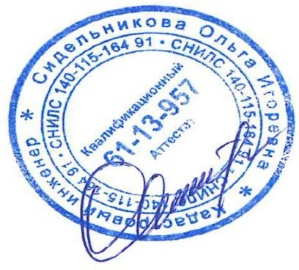 * Сидельникова Ольга Игоревна * Кадастровый инженер
СНИЛС 140-115-164 91 • СНИЛС 140-115-164 91 •
Квалификационный
61-13-957
Аттестат